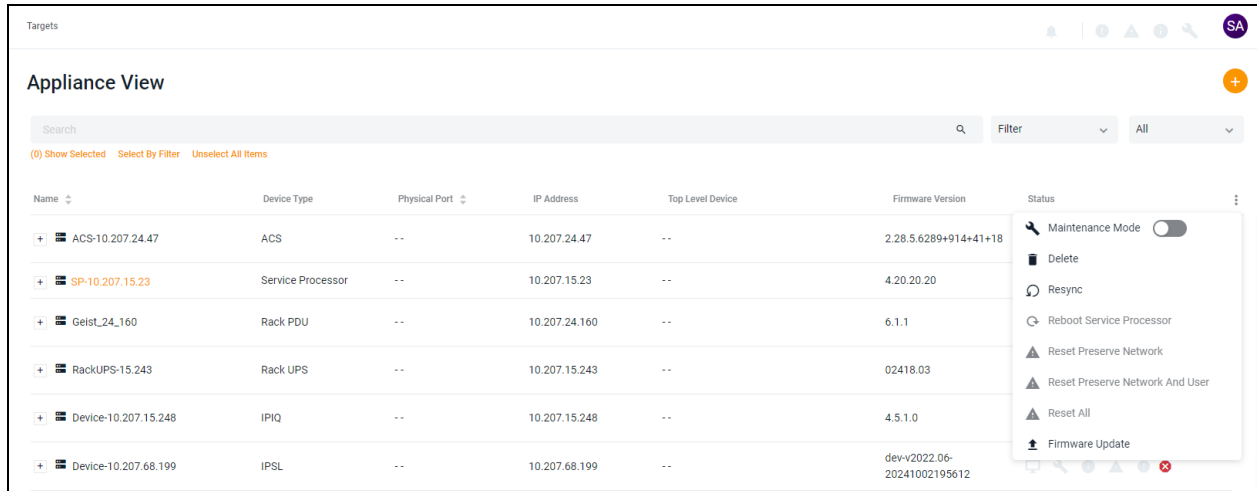 Targets
SA
Appliance View
+
Search
Filter
All
(0) Show Selected Select By Filter Unselect All Items
Name Device Type Physical Port IP Address Top Level Device Firmware Version Status
ACS-10.207.24.47 ACS - - 10.207.24.47 - - 2.28.5.6289+914+41+18
SP-10.207.15.23 Service Processor - - 10.207.15.23 - - 4.20.20.20
Geist_24_160 Rack PDU - - 10.207.24.160 - - 6.1.1
RackUPS-15.243 Rack UPS - - 10.207.15.243 - - 02418.03
Device-10.207.15.248 IPIQ - - 10.207.15.248 - - 4.5.1.0
Device-10.207.68.199 IPSL - - 10.207.68.199 - - dev-v2022.06-
20241002195612
Maintenance Mode
Delete
Resync
Reboot Service Processor
Reset Preserve Network
Reset Preserve Network And User
Reset All
Firmware Update